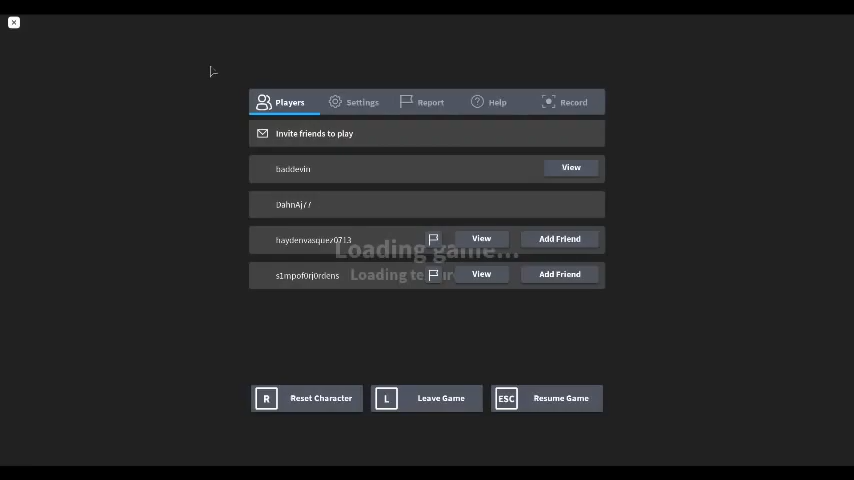 Players Settings Report Help Record
Invite friends to play
baddevin View
DahnAj77
haydenvasquez0713 View Add Friend
Loading game...
s1mpof0rj0rdens View Add Friend
Loading
R Reset Character L Leave Game ESC Resume Game